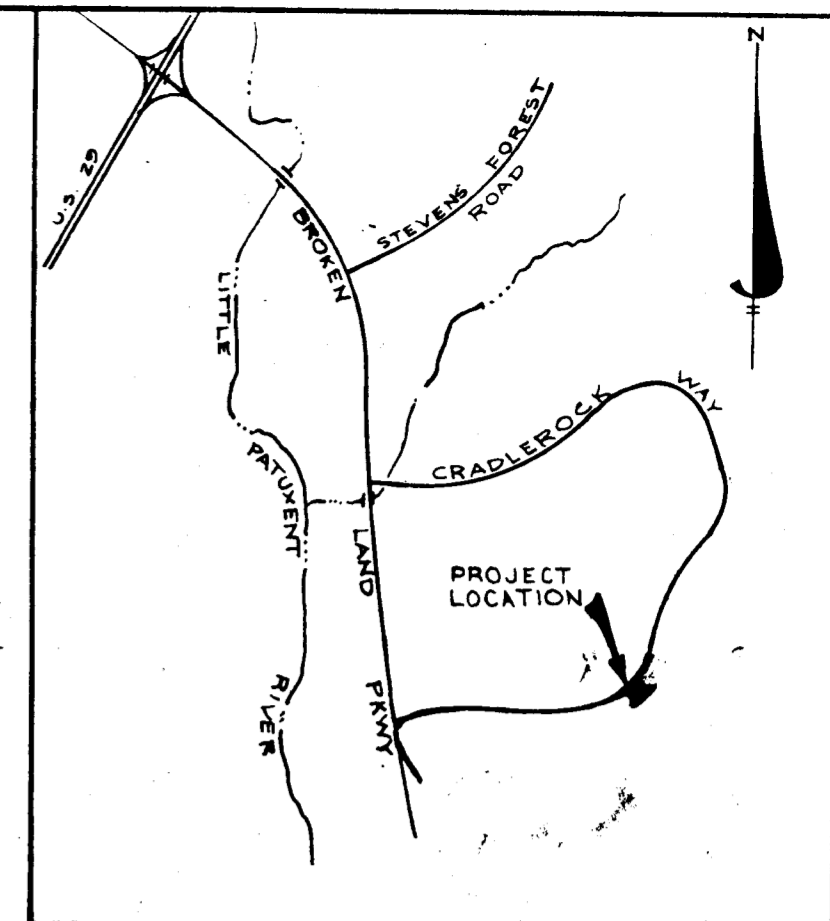 N
U.S. 29
STEVENS FOREST
ROAD
BROKEN
LITTLE
WAY
CRADLEROCK
PATUXENT
LAND
PROJECT
LOCATION
RIVER
PKWY